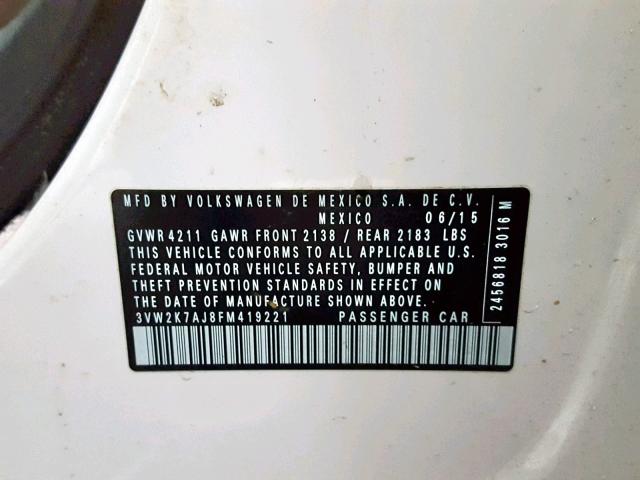 MFD BY VOLKSWAGEN DE MEXICO S.A. DE C.V.
MEXICO 06/15
GVWR 4211 GAWR FRONT 2138 / REAR 2183 LBS
THIS VEHICLE CONFORMS TO ALL APPLICABLE U.S.
FEDERAL MOTOR VEHICLE SAFETY, BUMPER AND
THEFT PREVENTION STANDARDS IN EFFECT ON
THE DATE OF MANUFACTURE SHOWN ABOVE.
3VW2K7AJ8FM419221 PASSENGER CAR
2456818 3016 M